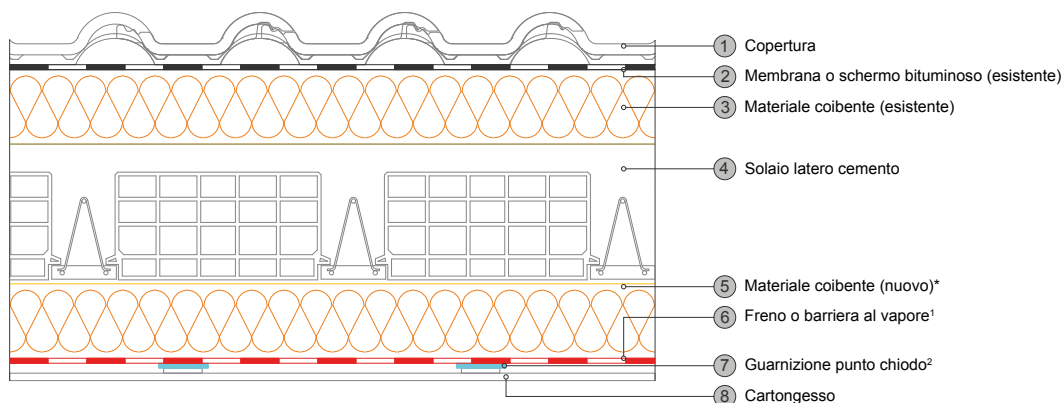 1 Copertura
2 Membrana o schermo bituminoso (esistente)
3 Materiale coibente (esistente)
4 Solaio latero cemento
5 Materiale coibente (nuovo)*
6 Freno o barriera al vapore¹
7 Guarnizione punto chiodo²
8 Cartongesso